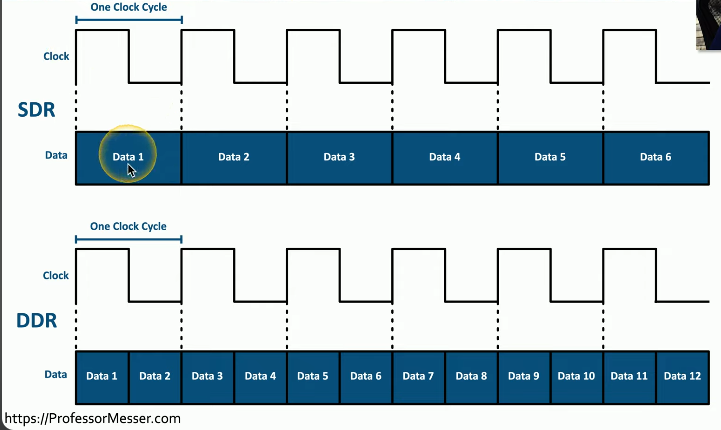 One Clock Cycle
Clock
SDR
Data
Data 1 Data 2 Data 3 Data 4 Data 5 Data 6
One Clock Cycle
Clock
DDR
Data
Data 1 Data 2 Data 3 Data 4 Data 5 Data 6 Data 7 Data 8 Data 9 Data 10 Data 11 Data 12
https://ProfessorMesser.com